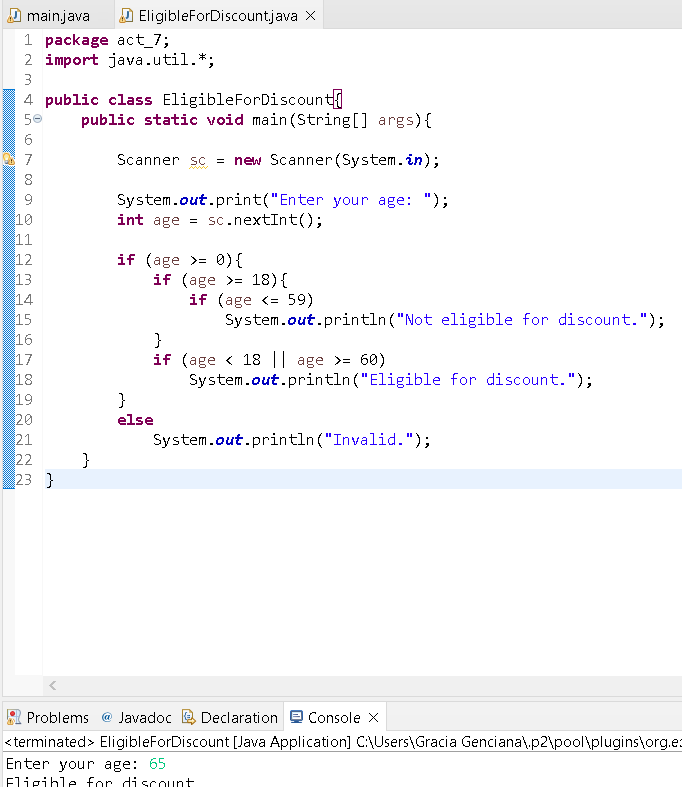 main.java
EligibleForDiscount.java
1 package act_7;
2 import java.util.*;
3
4 public class EligibleForDiscount{
5     public static void main(String[] args){
6
7         Scanner sc = new Scanner(System.in);
8
9         System.out.print("Enter your age: ");
10         int age = sc.nextInt();
11
12         if (age >= 0){
13             if (age >= 18){
14                 if (age <= 59)
15                     System.out.println("Not eligible for discount.");
16             }
17             if (age < 18 || age >= 60)
18                 System.out.println("Eligible for discount.");
19         }
20         else
21             System.out.println("Invalid.");
22     }
23 }
Problems @ Javadoc Declaration Console
<terminated> EligibleForDiscount [Java Application] C:\Users\Gracia Genciana\.p2\pool\plugins\org.e
Enter your age: 65
Eligible for discount